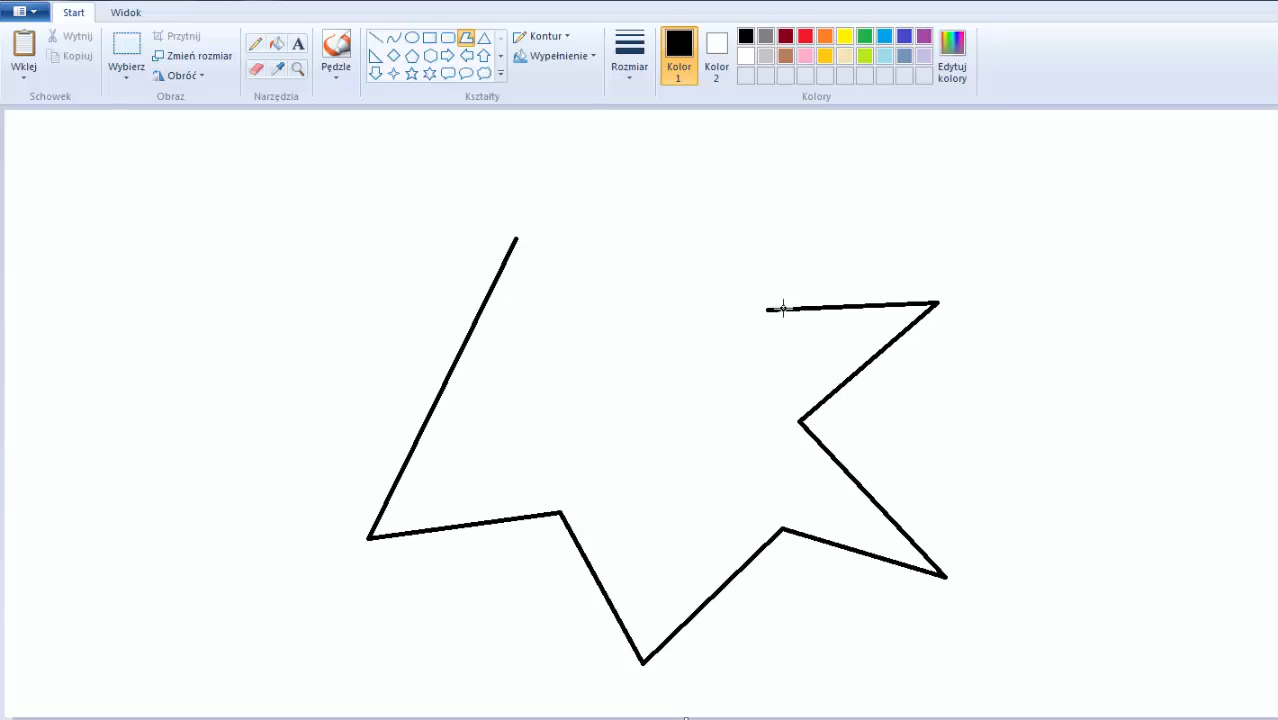 Start Widok
Wklej
Wytnij
Kopiuj
Schowek
Wybierz
Przytnij
Zmień rozmiar
Obróć
Obraz
A
Narzędzia
Pędzle
Kontur
Wypełnienie
Kształty
Rozmiar
Kolor
1
Kolor
2
Edytuj
kolory
Kolory